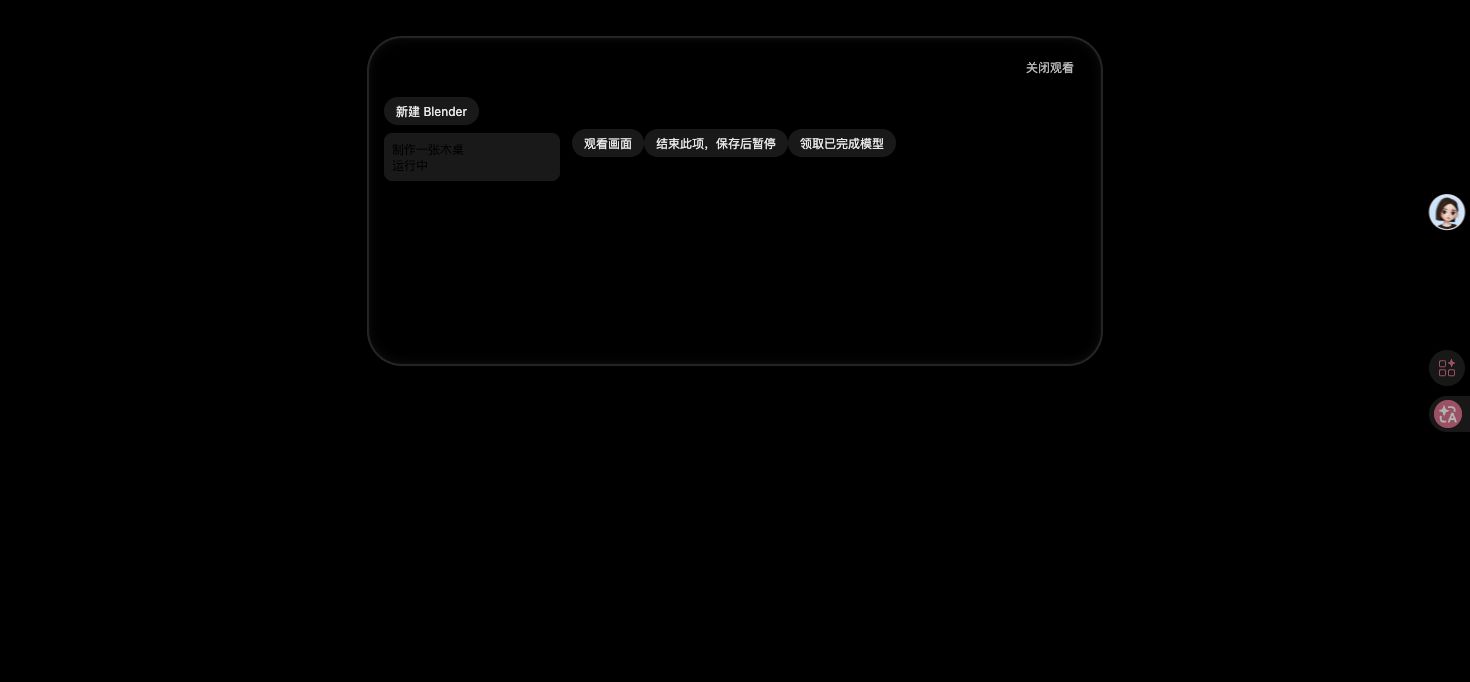 关闭观看
新建 Blender
制作一张木桌
运行中
观看画面
结束此项，保存后暂停
领取已完成模型